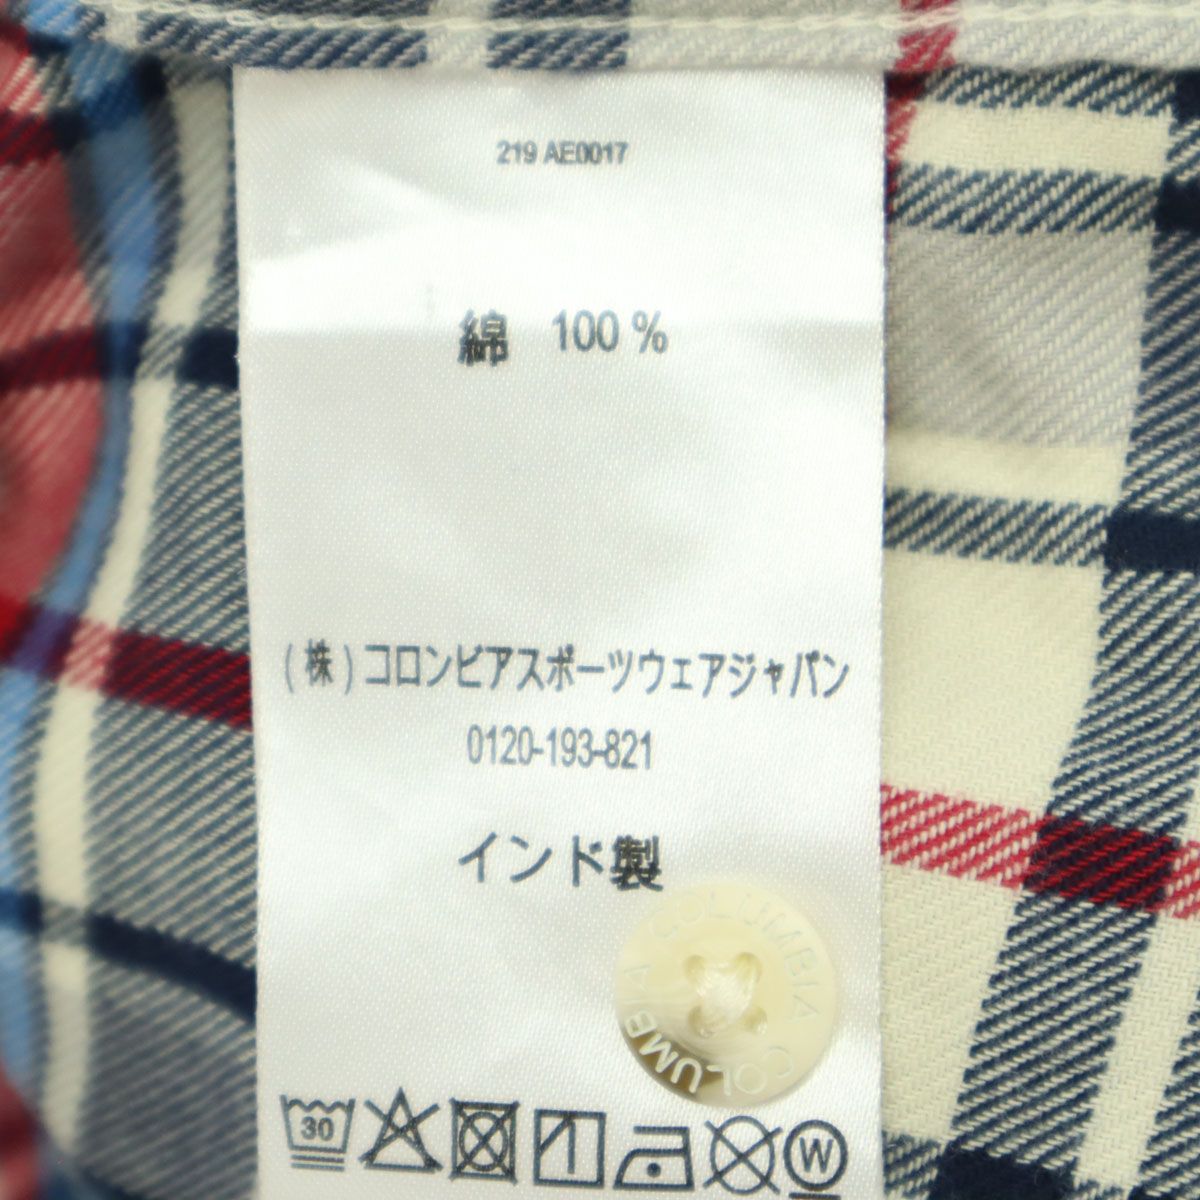 219 AE0017
綿 100 %
(株)コロンビアスポーツウェアジャパン
0120-193-821
インド製
COLUMBIA COLUMBIA
30
W